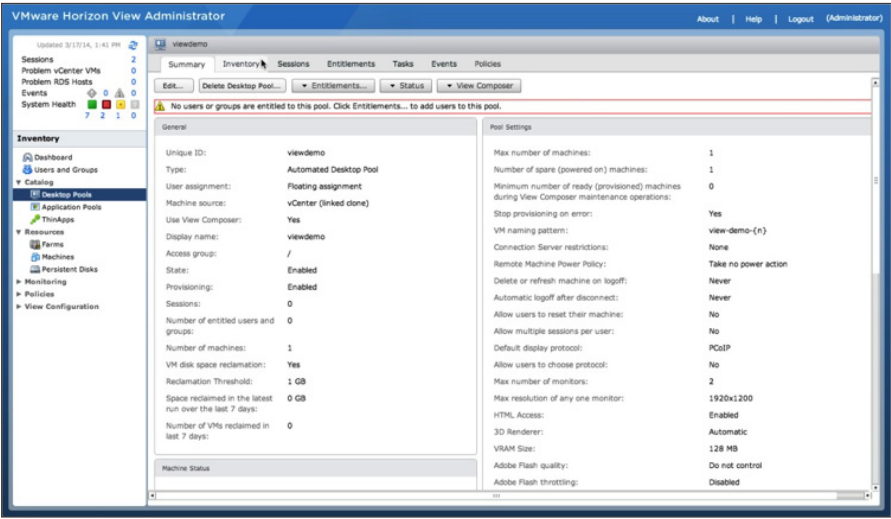 VMware Horizon View Administrator
About | Help | Logout (Administrator)
Updated 3/17/14, 1:41 PM
Sessions 2
Problem vCenter VMs 0
Problem RDS Hosts 0
Events 0 0
System Health
7 2 1 0
Inventory
Dashboard
Users and Groups
Catalog
Desktop Pools
Application Pools
ThinApps
Resources
Farms
Machines
Persistent Disks
Monitoring
Policies
View Configuration
viewdemo
Summary Inventory Sessions Entitlements Tasks Events Policies
Edit... Delete Desktop Pool... Entitlements... Status View Composer
No users or groups are entitled to this pool. Click Entitlements... to add users to this pool.
General
Unique ID: viewdemo
Type: Automated Desktop Pool
User assignment: Floating assignment
Machine source: vCenter (linked clone)
Use View Composer: Yes
Display name: viewdemo
Access group: /
State: Enabled
Provisioning: Enabled
Sessions: 0
Number of entitled users and 0
groups:
Number of machines: 1
VM disk space reclamation: Yes
Reclamation Threshold: 1 GB
Space reclaimed in the latest 0 GB
run over the last 7 days:
Number of VMs reclaimed in 0
last 7 days:
Machine Status
Pool Settings
Max number of machines: 1
Number of spare (powered on) machines: 1
Minimum number of ready (provisioned) machines 0
during View Composer maintenance operations:
Stop provisioning on error: Yes
VM naming pattern: view-demo-{n}
Connection Server restrictions: None
Remote Machine Power Policy: Take no power action
Delete or refresh machine on logoff: Never
Automatic logoff after disconnect: Never
Allow users to reset their machine: No
Allow multiple sessions per user: No
Default display protocol: PCoIP
Allow users to choose protocol: No
Max number of monitors: 2
Max resolution of any one monitor: 1920x1200
HTML Access: Enabled
3D Renderer: Automatic
VRAM Size: 128 MB
Adobe Flash quality: Do not control
Adobe Flash throttling: Disabled